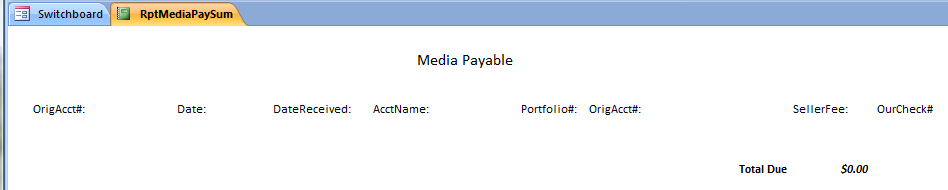 Switchboard RptMediaPaySum
Media Payable
OrigAcct#: Date: DateReceived: AcctName: Portfolio#: OrigAcct#: SellerFee: OurCheck#
Total Due $0.00